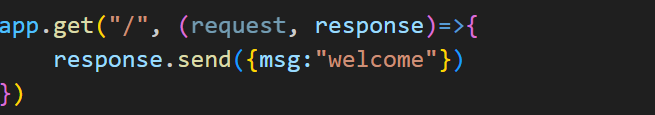 app.get("/", (request, response)=>{
    response.send({msg:"welcome"})
})